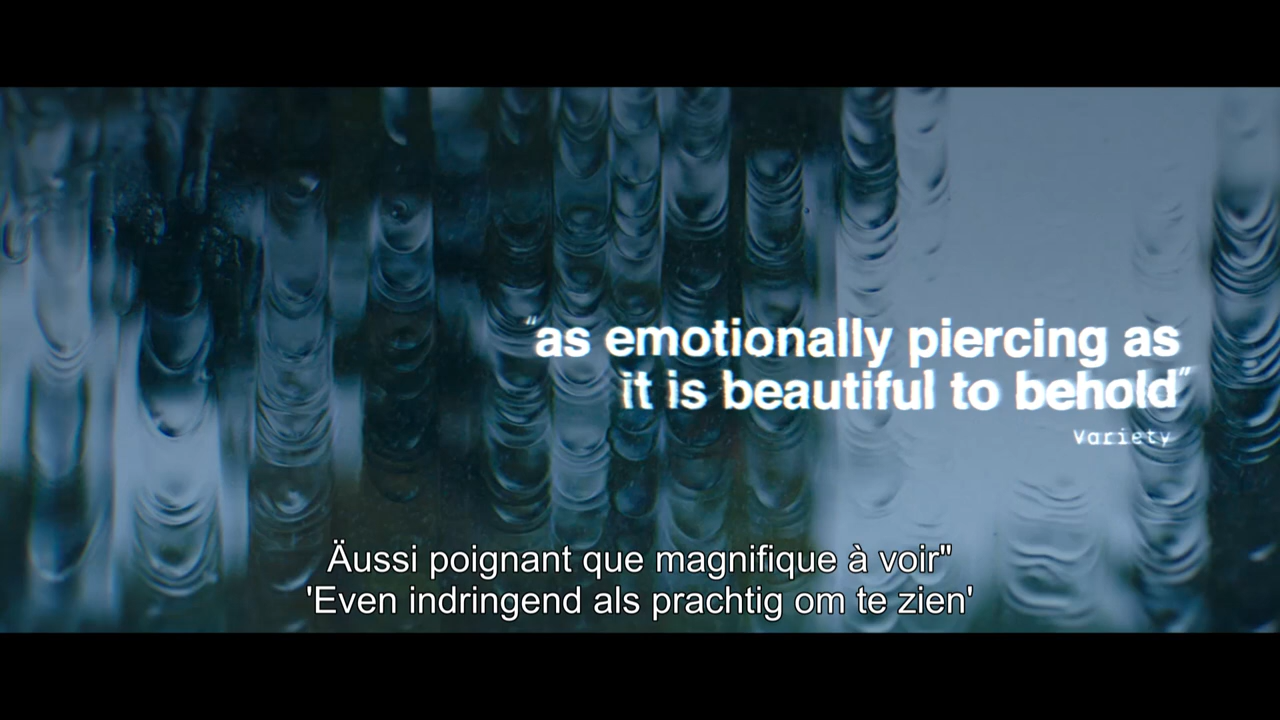 "as emotionally piercing as
it is beautiful to behold"
Variety
Äussi poignant que magnifique à voir"
'Even indringend als prachtig om te zien'